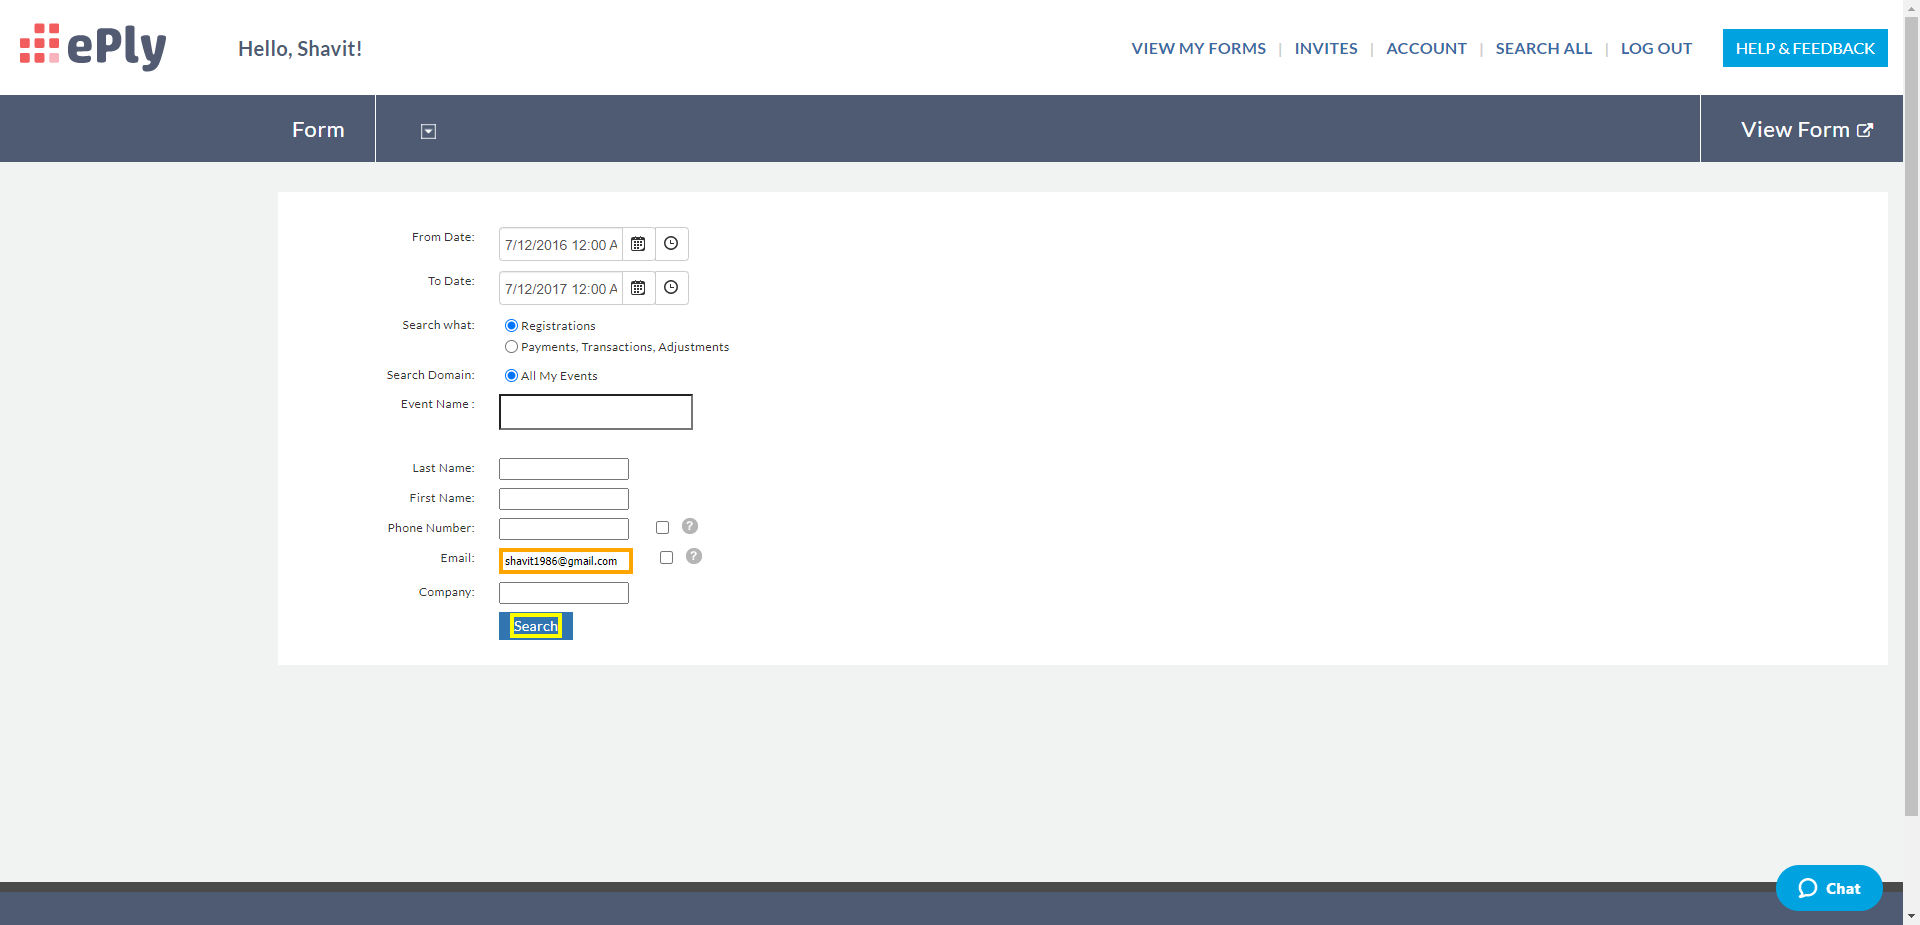 ePly
Hello, Shavit!
VIEW MY FORMS | INVITES | ACCOUNT | SEARCH ALL | LOG OUT
HELP & FEEDBACK
Form
View Form
From Date: 7/12/2016 12:00 A
To Date: 7/12/2017 12:00 A
Search what: Registrations
Payments, Transactions, Adjustments
Search Domain: All My Events
Event Name :
Last Name:
First Name:
Phone Number: ?
Email: shavit1986@gmail.com ?
Company:
Search
Chat